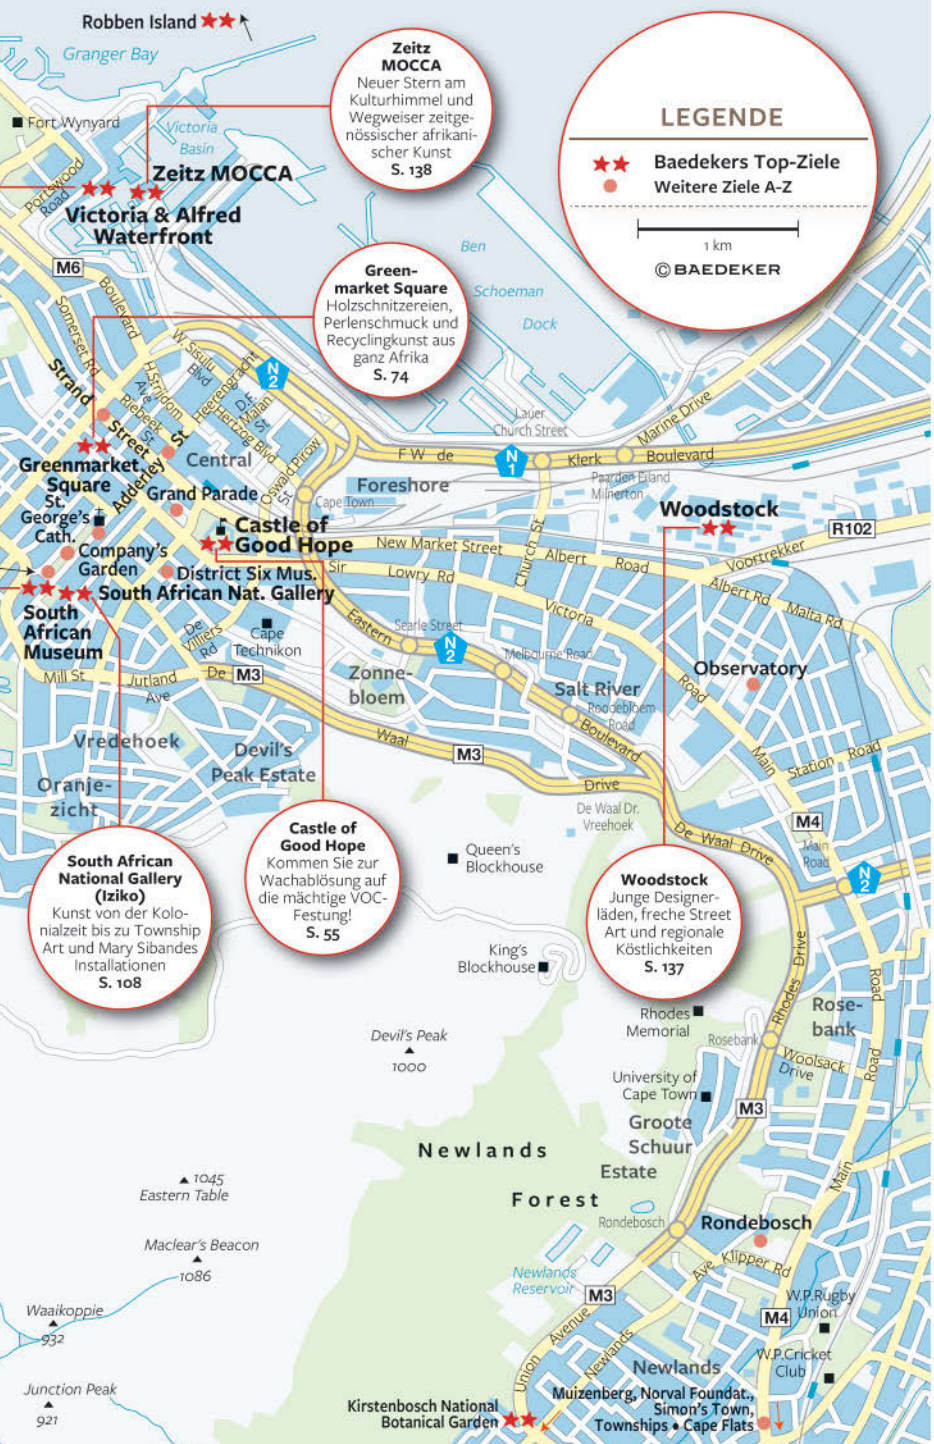 Robben Island
Granger Bay
Fort Wynyard
Victoria
Basin
Portswood
Road
Zeitz MOCCA
Victoria & Alfred
Waterfront
Zeitz
MOCCA
Neuer Stern am
Kulturhimmel und
Wegweiser zeitge-
nössischer afrikani-
scher Kunst
S. 138
LEGENDE
Baedekers Top-Ziele
Weitere Ziele A-Z
1 km
© BAEDEKER
Ben
Schoeman
Dock
M6
Boulevard
Somerset Rd
Green-
market Square
Holzschnitzereien,
Perlenschmuck und
Recyclingkunst aus
ganz Afrika
S. 74
W. Sisulu
Blvd
Heerengracht
H. Strijdom
Ave
D.F.
Malan
St
Hertzog Blvd
Riebeek
St
Strand
Street
N
2
Oswald Pirow
St.
Adderley St
Central
Lauer
Church Street
Marine Drive
F W de
N
1
Klerk
Boulevard
Foreshore
Paarden Eiland
Milnerton
Greenmarket
Square
Grand Parade
Cape Town
St.
George's
Cath.
Castle of
Good Hope
Woodstock
R102
Voortrekker
New Market Street
Albert
Road
Church St
Company's
Garden
District Six Mus.
South African Nat. Gallery
Sir
Lowry Rd
Victoria
Albert Rd
Malta Rd
South
African
Museum
De
Villiers
Rd
Cape
Technikon
Eastern
Searle Street
N
2
Melbourne Road
Observatory
Mill St
Jutland
Ave
De
M3
Zonne-
bloem
Salt River
Roodebloem
Road
Boulevard
Road
Vredehoek
Devil's
Peak Estate
Waal
M3
Main
Station Road
Oranje-
zicht
Drive
De Waal Dr.
Vreehoek
De Waal Drive
M4
Main
Road
N
2
South African
National Gallery
(Iziko)
Kunst von der Kolo-
nialzeit bis zu Township
Art und Mary Sibandes
Installationen
S. 108
Castle of
Good Hope
Kommen Sie zur
Wachablösung auf
die mächtige VOC-
Festung!
S. 55
Queen's
Blockhouse
Woodstock
Junge Designer-
läden, freche Street
Art und regionale
Köstlichkeiten
S. 137
King's
Blockhouse
Rhodes Drive
Road
Rhodes
Memorial
Rose-
bank
Rosebank
Devil's Peak
1000
Woolsack
Drive
Road
University of
Cape Town
M3
Groote
Schuur
Estate
Newlands
Forest
Main
1045
Eastern Table
Rondebosch
Rondebosch
Maclear's Beacon
1086
Newlands
Reservoir
Ave
Klipper Rd
M3
W.P.Rugby
Union
M4
Waaikoppie
932
Union
Avenue
Newlands
W.P.Cricket
Club
Newlands
Junction Peak
921
Kirstenbosch National
Botanical Garden
Muizenberg, Norval Foundat.,
Simon's Town,
Townships • Cape Flats